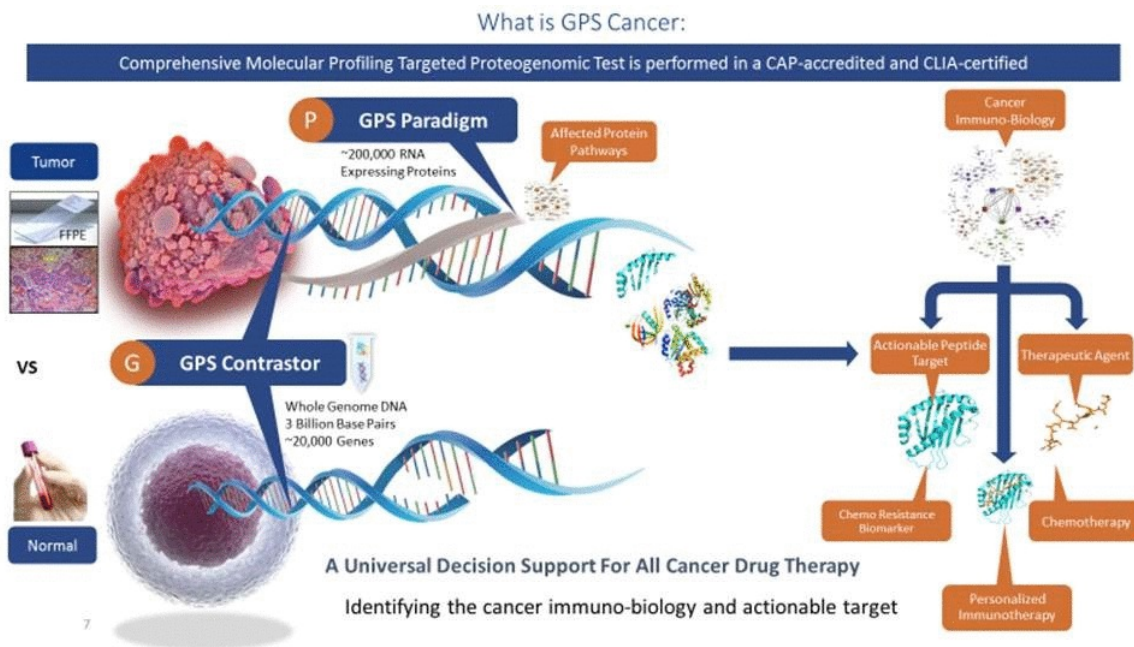 What is GPS Cancer:
Comprehensive Molecular Profiling Targeted Proteogenomic Test is performed in a CAP-accredited and CLIA-certified
Tumor
FFPE
P
GPS Paradigm
~200,000 RNA
Expressing Proteins
Affected Protein
Pathways
Cancer
Immuno-Biology
VS
G
GPS Contrastor
Whole Genome DNA
3 Billion Base Pairs
~20,000 Genes
Actionable Peptide
Target
Therapeutic Agent
Normal
Chemo Resistance
Biomarker
Chemotherapy
Personalized
Immunotherapy
A Universal Decision Support For All Cancer Drug Therapy
Identifying the cancer immuno-biology and actionable target
7